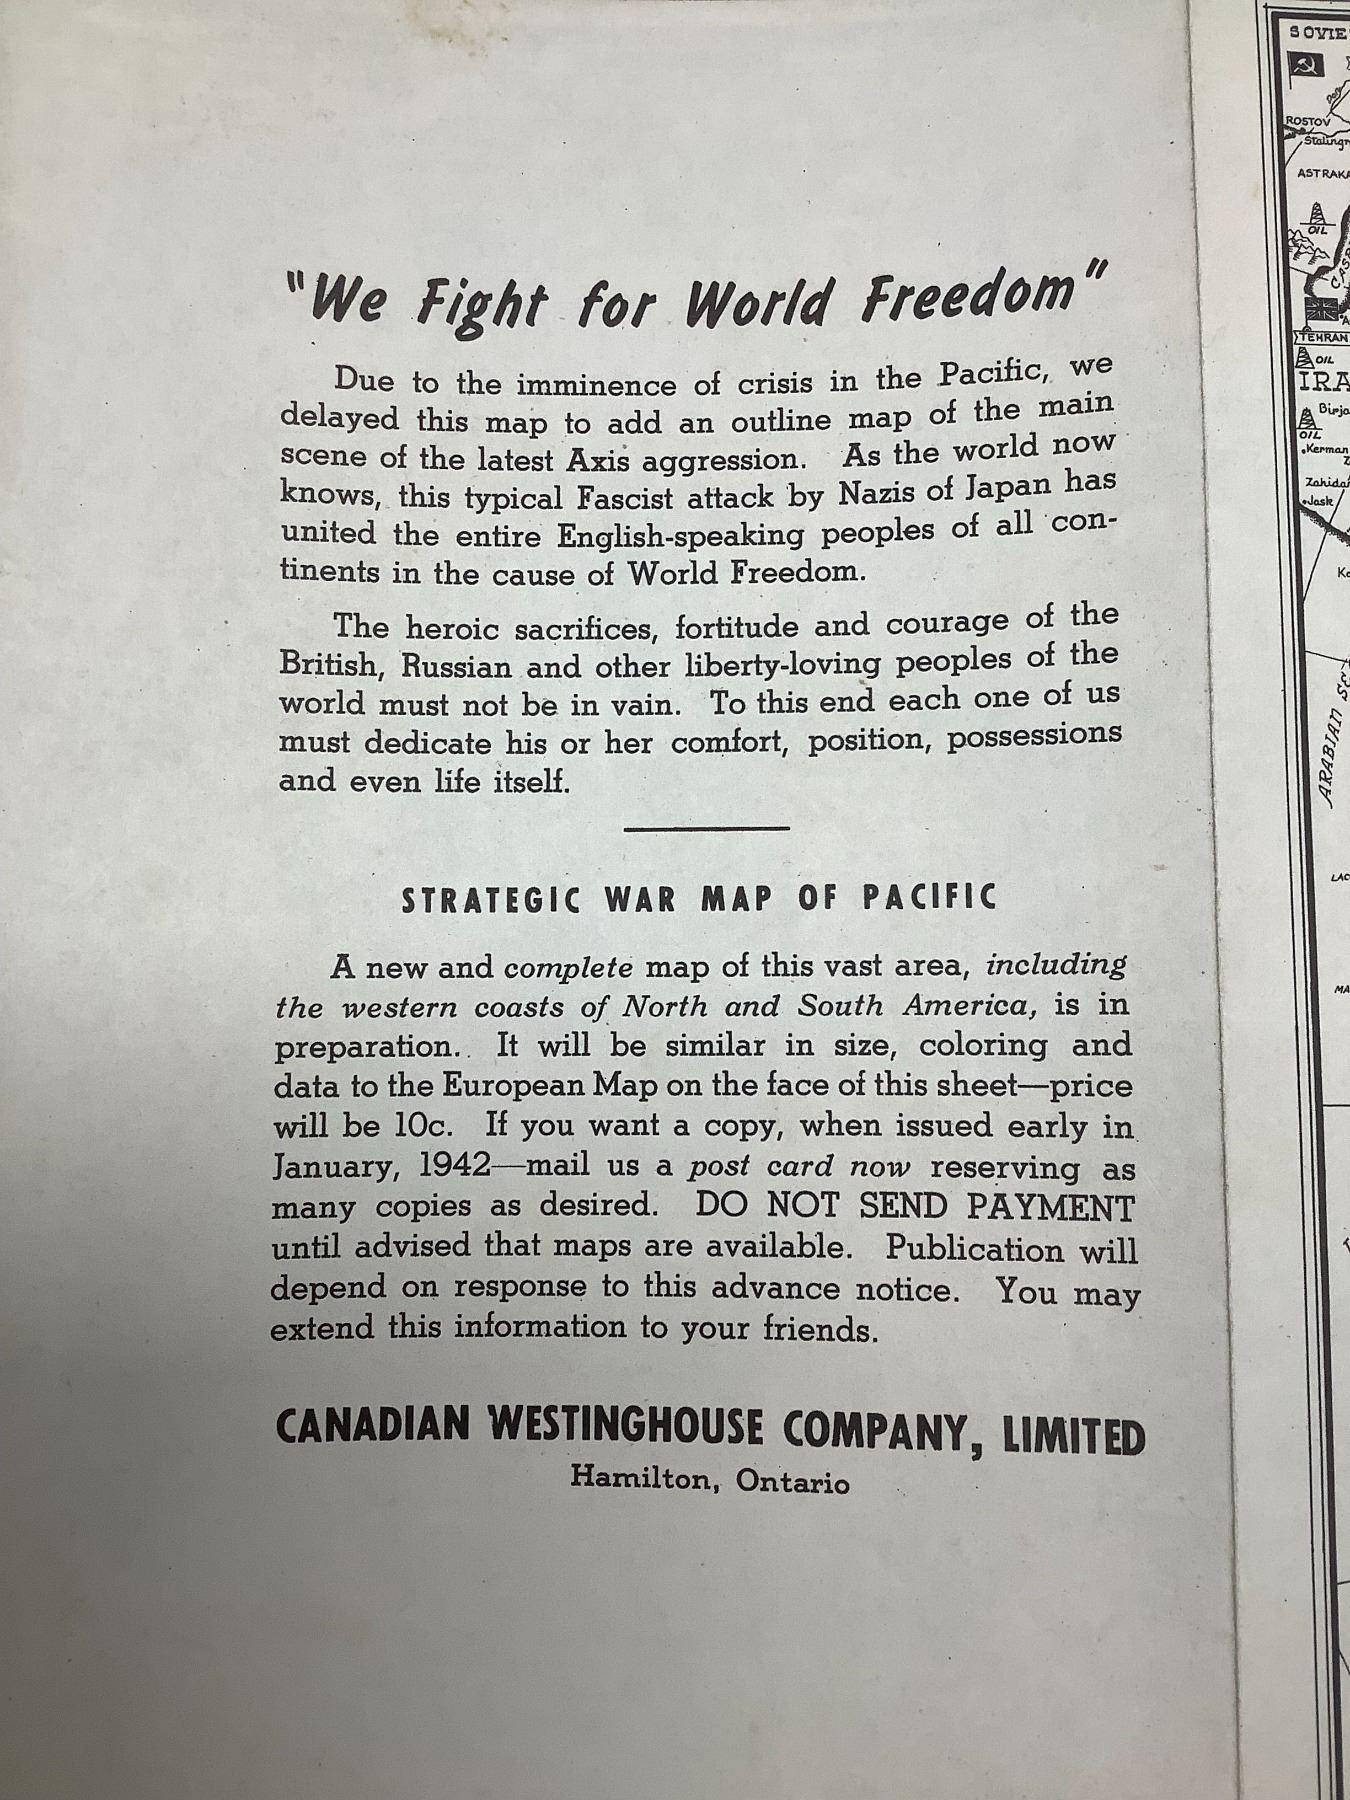 "We Fight for World Freedom"
Due to the imminence of crisis in the Pacific, we
delayed this map to add an outline map of the main
scene of the latest Axis aggression. As the world now
knows, this typical Fascist attack by Nazis of Japan has
united the entire English-speaking peoples of all con-
tinents in the cause of World Freedom.
The heroic sacrifices, fortitude and courage of the
British, Russian and other liberty-loving peoples of the
world must not be in vain. To this end each one of us
must dedicate his or her comfort, position, possessions
and even life itself.
STRATEGIC WAR MAP OF PACIFIC
A new and complete map of this vast area, including
the western coasts of North and South America, is in
preparation. It will be similar in size, coloring and
data to the European Map on the face of this sheet—price
will be 10c. If you want a copy, when issued early in
January, 1942—mail us a post card now reserving as
many copies as desired. DO NOT SEND PAYMENT
until advised that maps are available. Publication will
depend on response to this advance notice. You may
extend this information to your friends.
CANADIAN WESTINGHOUSE COMPANY, LIMITED
Hamilton, Ontario
SOVIE
ROSTOV
Stalingr
ASTRAKA
OIL
TEHRAN
OIL
IRA
Birja
OIL
Kerman
Zahida
Jask
ARABIAN